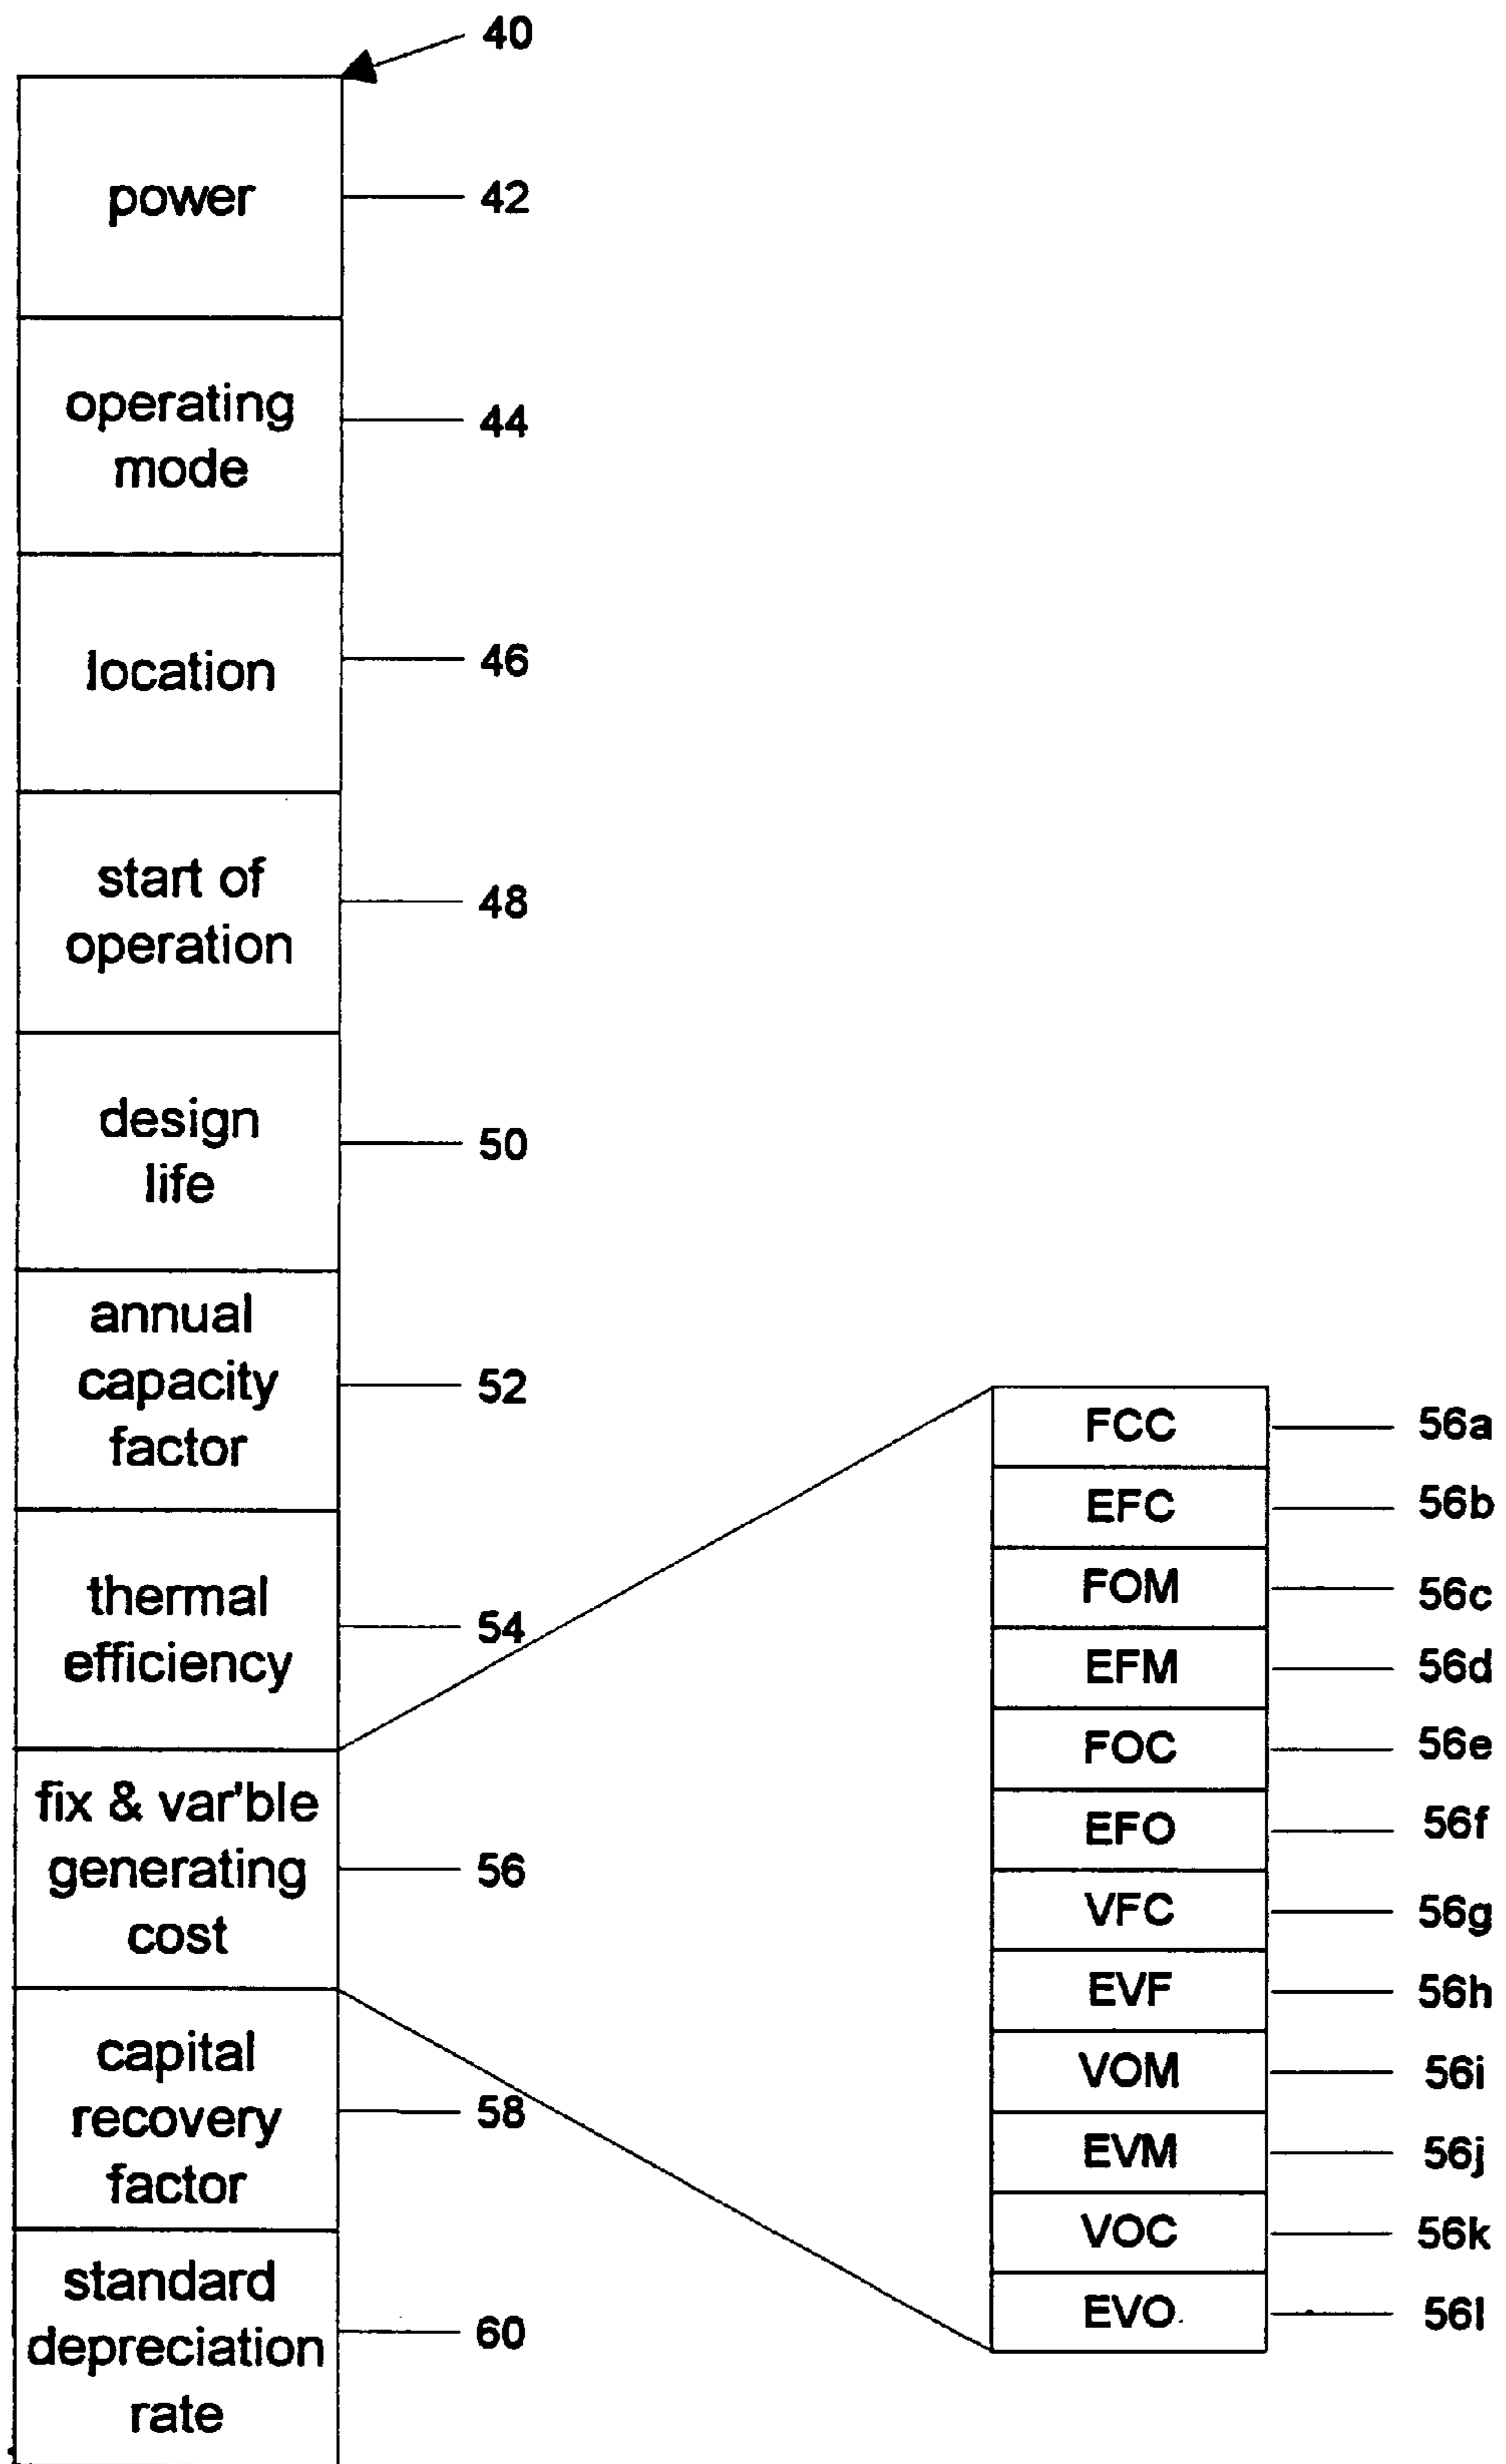 40
power
42
operating
mode
44
location
46
start of
operation
48
design
life
50
annual
capacity
factor
52
thermal
efficiency
54
fix & var'ble
generating
cost
56
capital
recovery
factor
58
standard
depreciation
rate
60
FCC
56a
EFC
56b
FOM
56c
EFM
56d
FOC
56e
EFO
56f
VFC
56g
EVF
56h
VOM
56i
EVM
56j
VOC
56k
EVO
56l